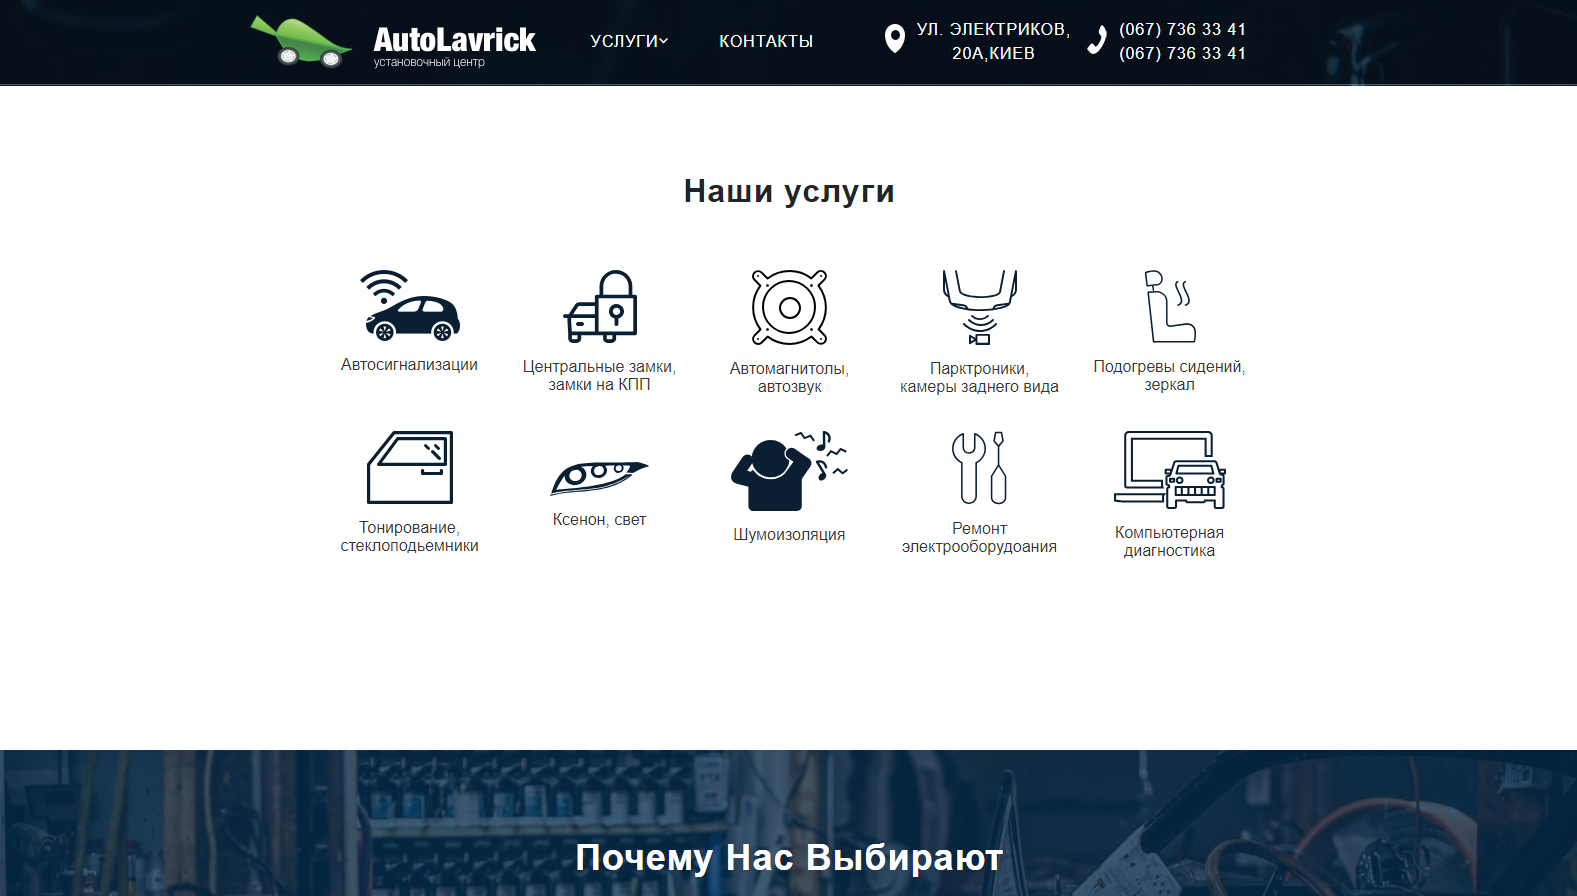 AutoLavrick
установочный центр
УСЛУГИ
КОНТАКТЫ
УЛ. ЭЛЕКТРИКОВ,
20А,КИЕВ
(067) 736 33 41
(067) 736 33 41
Наши услуги
Автосигнализации
Центральные замки,
замки на КПП
Автомагнитолы,
автозвук
Парктроники,
камеры заднего вида
Подогревы сидений,
зеркал
Тонирование,
стеклоподьемники
Ксенон, свет
Шумоизоляция
Ремонт
электрооборудоания
Компьютерная
диагностика
Почему Нас Выбирают